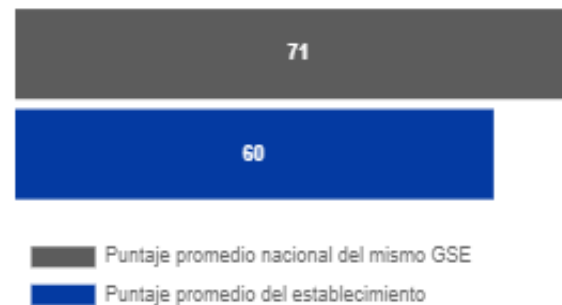 71
60
Puntaje promedio nacional del mismo GSE
Puntaje promedio del establecimiento